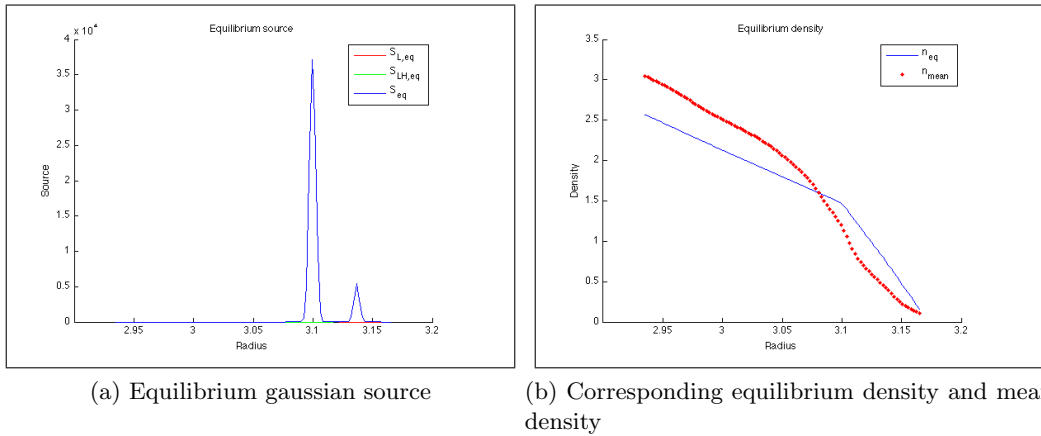 Equilibrium source
x 10⁴
4
3.5
3
2.5
2
1.5
1
0.5
0
Source
2.95 3 3.05 3.1 3.15 3.2
Radius
S_L,eq
S_LH,eq
S_eq
(a) Equilibrium gaussian source
Equilibrium density
3.5
3
2.5
2
1.5
1
0.5
0
Density
2.95 3 3.05 3.1 3.15 3.2
Radius
n_eq
n_mean
(b) Corresponding equilibrium density and mea
density